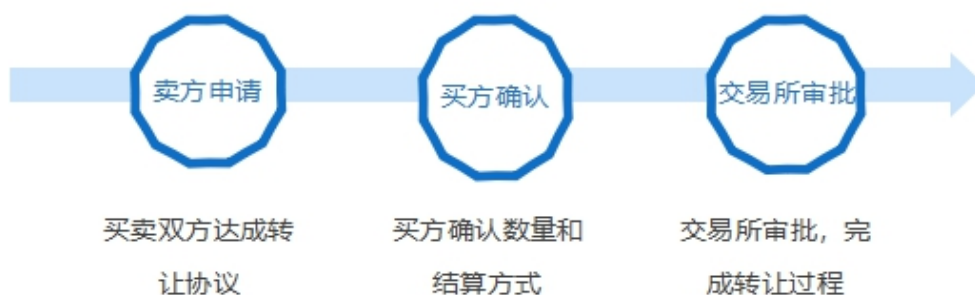 卖方申请
买方确认
交易所审批
买卖双方达成转
让协议
买方确认数量和
结算方式
交易所审批，完
成转让过程